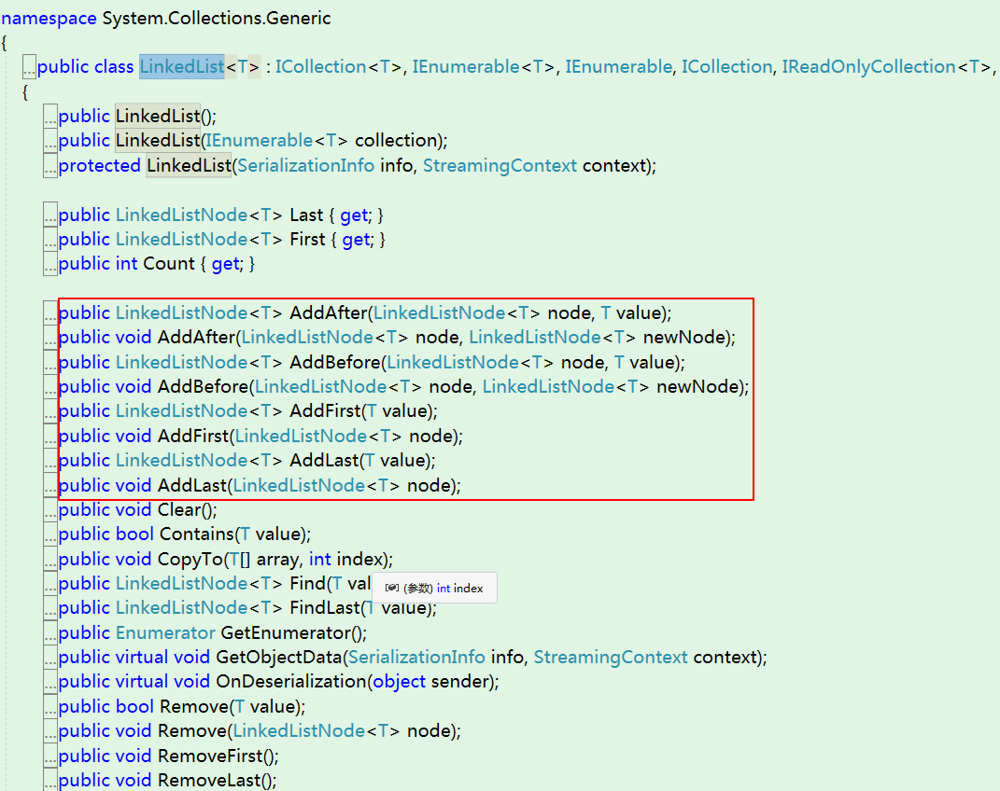 namespace System.Collections.Generic
{
...public class LinkedList<T> : ICollection<T>, IEnumerable<T>, IEnumerable, ICollection, IReadOnlyCollection<T>,
{
...public LinkedList();
...public LinkedList(IEnumerable<T> collection);
...protected LinkedList(SerializationInfo info, StreamingContext context);
...public LinkedListNode<T> Last { get; }
...public LinkedListNode<T> First { get; }
...public int Count { get; }
...public LinkedListNode<T> AddAfter(LinkedListNode<T> node, T value);
...public void AddAfter(LinkedListNode<T> node, LinkedListNode<T> newNode);
...public LinkedListNode<T> AddBefore(LinkedListNode<T> node, T value);
...public void AddBefore(LinkedListNode<T> node, LinkedListNode<T> newNode);
...public LinkedListNode<T> AddFirst(T value);
...public void AddFirst(LinkedListNode<T> node);
...public LinkedListNode<T> AddLast(T value);
...public void AddLast(LinkedListNode<T> node);
...public void Clear();
...public bool Contains(T value);
...public void CopyTo(T[] array, int index);
...public LinkedListNode<T> Find(T val
(参数) int index
...public LinkedListNode<T> FindLast(T value);
...public Enumerator GetEnumerator();
...public virtual void GetObjectData(SerializationInfo info, StreamingContext context);
...public virtual void OnDeserialization(object sender);
...public bool Remove(T value);
...public void Remove(LinkedListNode<T> node);
...public void RemoveFirst();
...public void RemoveLast();